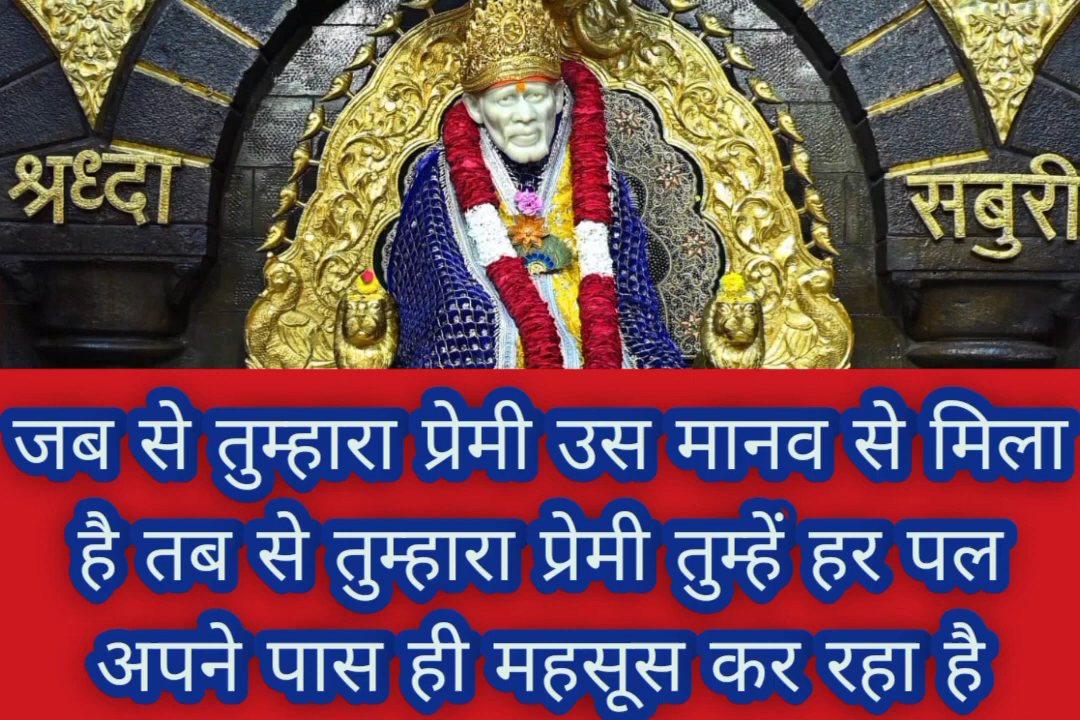 श्रध्दा
सबुरी
जब से तुम्हारा प्रेमी उस मानव से मिला
है तब से तुम्हारा प्रेमी तुम्हें हर पल
अपने पास ही महसूस कर रहा है